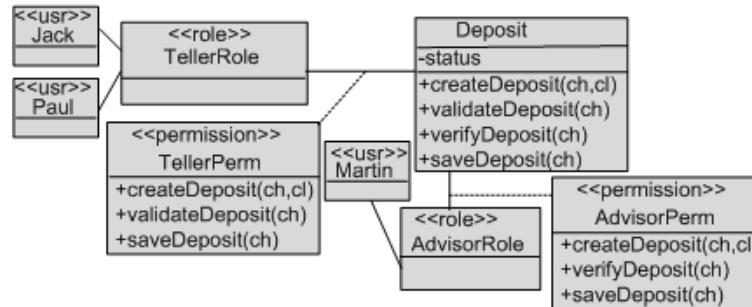 <<usr>>
Jack
<<usr>>
Paul
<<role>>
TellerRole
Deposit
-status
+createDeposit(ch,cl)
+validateDeposit(ch)
+verifyDeposit(ch)
+saveDeposit(ch)
<<permission>>
TellerPerm
+createDeposit(ch,cl)
+validateDeposit(ch)
+saveDeposit(ch)
<<usr>>
Martin
<<role>>
AdvisorRole
<<permission>>
AdvisorPerm
+createDeposit(ch,cl
+verifyDeposit(ch)
+saveDeposit(ch)